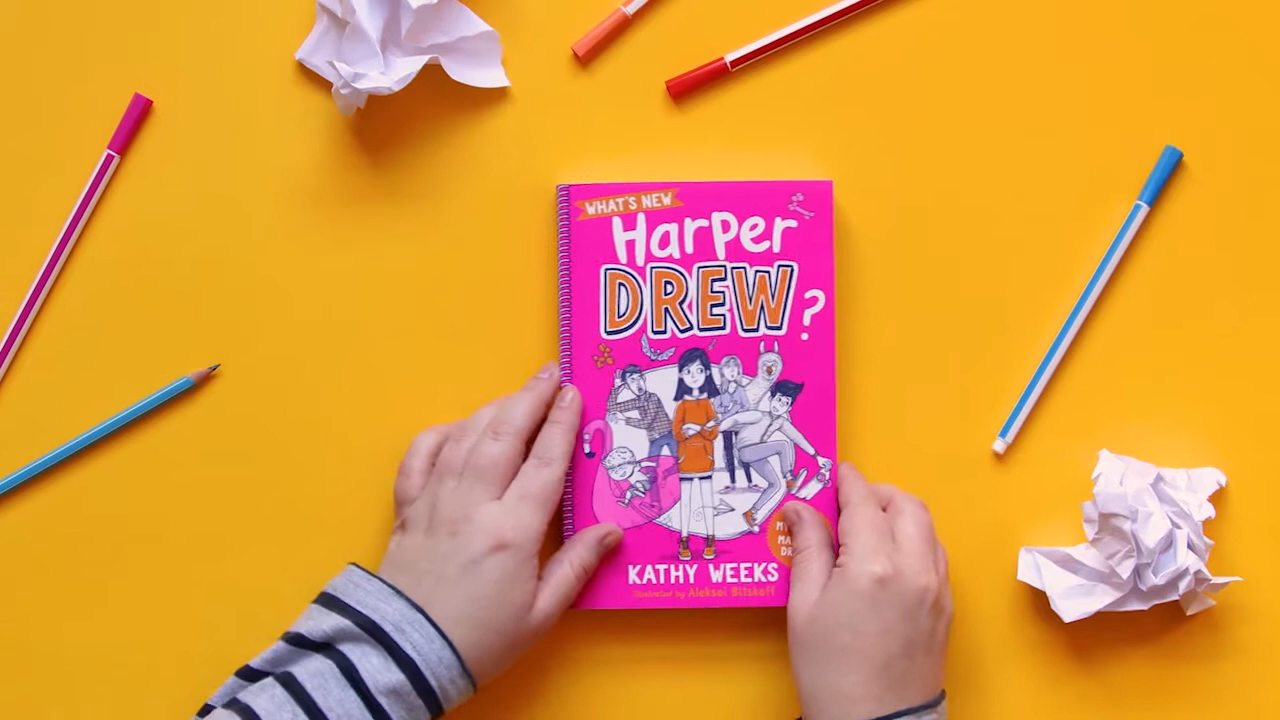 WHAT'S NEW
Harper
DREW?
KATHY WEEKS
Illustrated by Aleksei Bitskoff